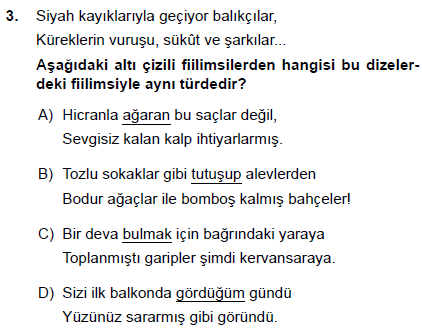 3. Siyah kayıklarıyla geçiyor balıkçılar,
Küreklerin vuruşu, sükût ve şarkılar...
Aşağıdaki altı çizili fiilimsilerden hangisi bu dizeler-
deki fiilimsiyle aynı türdedir?
A) Hicranla ağaran bu saçlar değil,
Sevgisiz kalan kalp ihtiyarlarmış.
B) Tozlu sokaklar gibi tutuşup alevlerden
Bodur ağaçlar ile bomboş kalmış bahçeler!
C) Bir deva bulmak için bağrındaki yaraya
Toplanmıştı garipler şimdi kervansaraya.
D) Sizi ilk balkonda gördüğüm gündü
Yüzünüz sararmış gibi göründü.